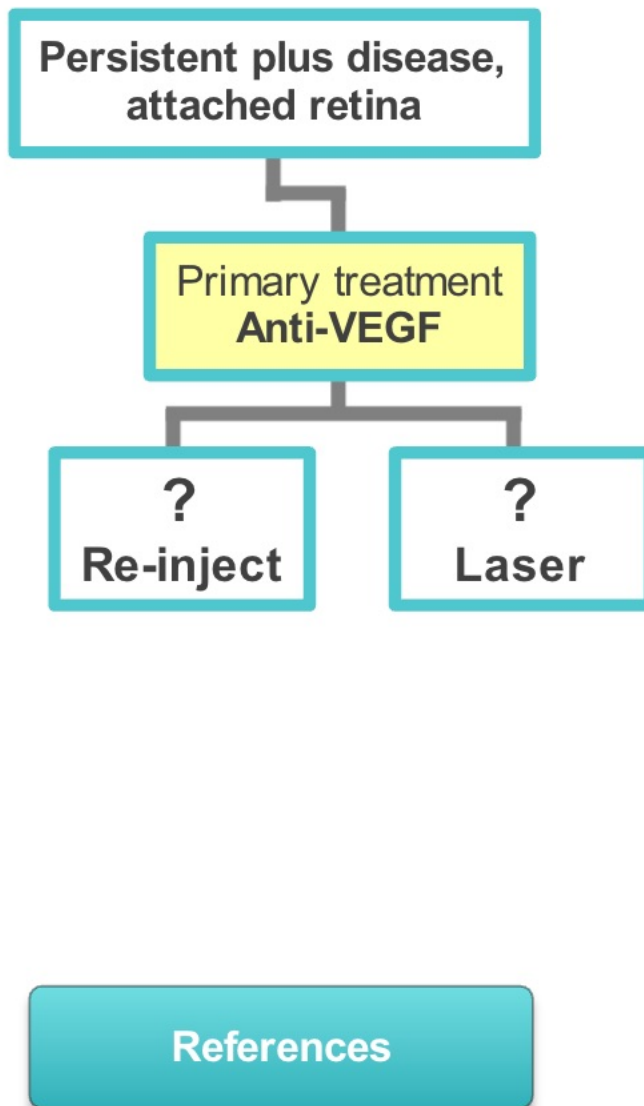 Persistent plus disease,
attached retina
Primary treatment
Anti-VEGF
?
Re-inject
?
Laser
References